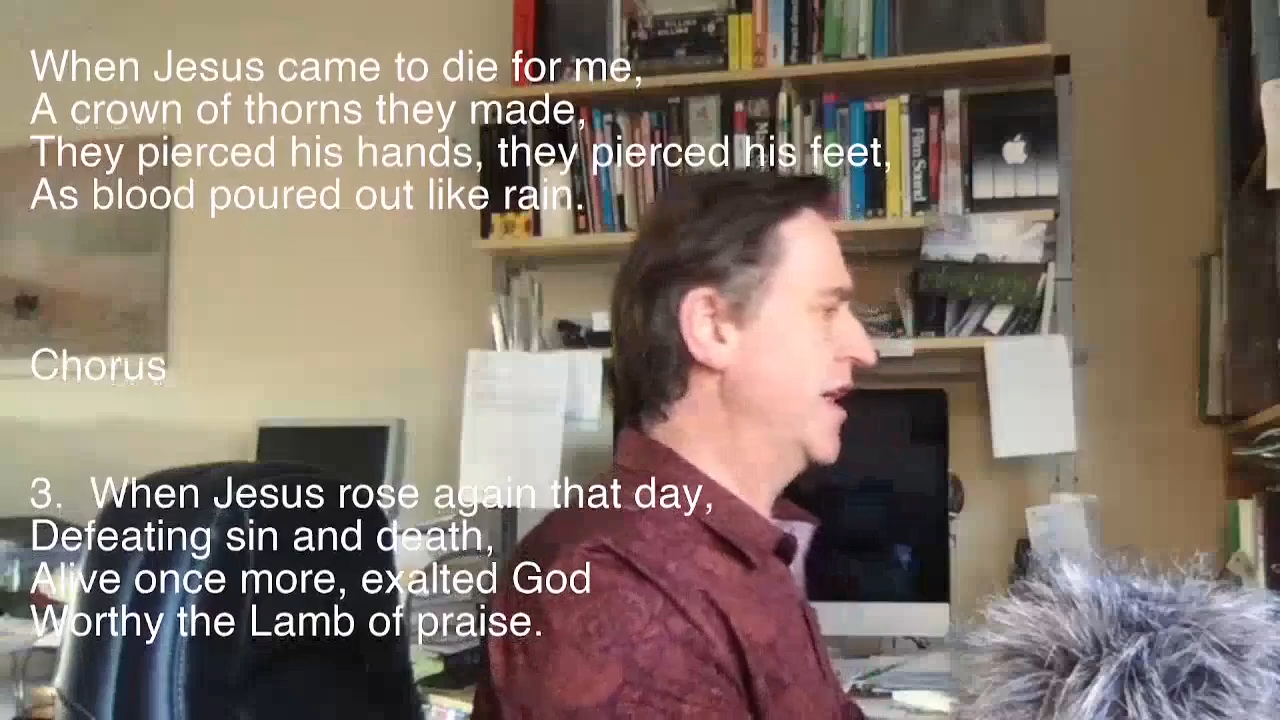 When Jesus came to die for me,
A crown of thorns they made,
They pierced his hands, they pierced his feet,
As blood poured out like rain.
Chorus
3. When Jesus rose again that day,
Defeating sin and death,
Alive once more, exalted God
Worthy the Lamb of praise.
Film Sound